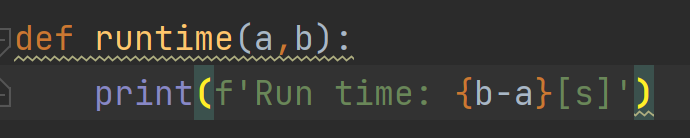 def runtime(a,b):
    print(f'Run time: {b-a}[s]')